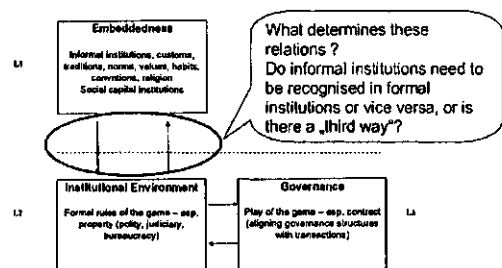 Embeddedness
L1
Informal institutions, customs,
traditions, norms, values, habits,
conventions, religion
Social capital institutions
What determines these
relations ?
Do informal institutions need to
be recognised in formal
institutions or vice versa, or is
there a „third way“?
Institutional Environment
L2
Formal rules of the game – esp.
property (polity, judiciary,
bureaucracy)
Governance
Play of the game – esp. contract
(aligning governance structures
with transactions)